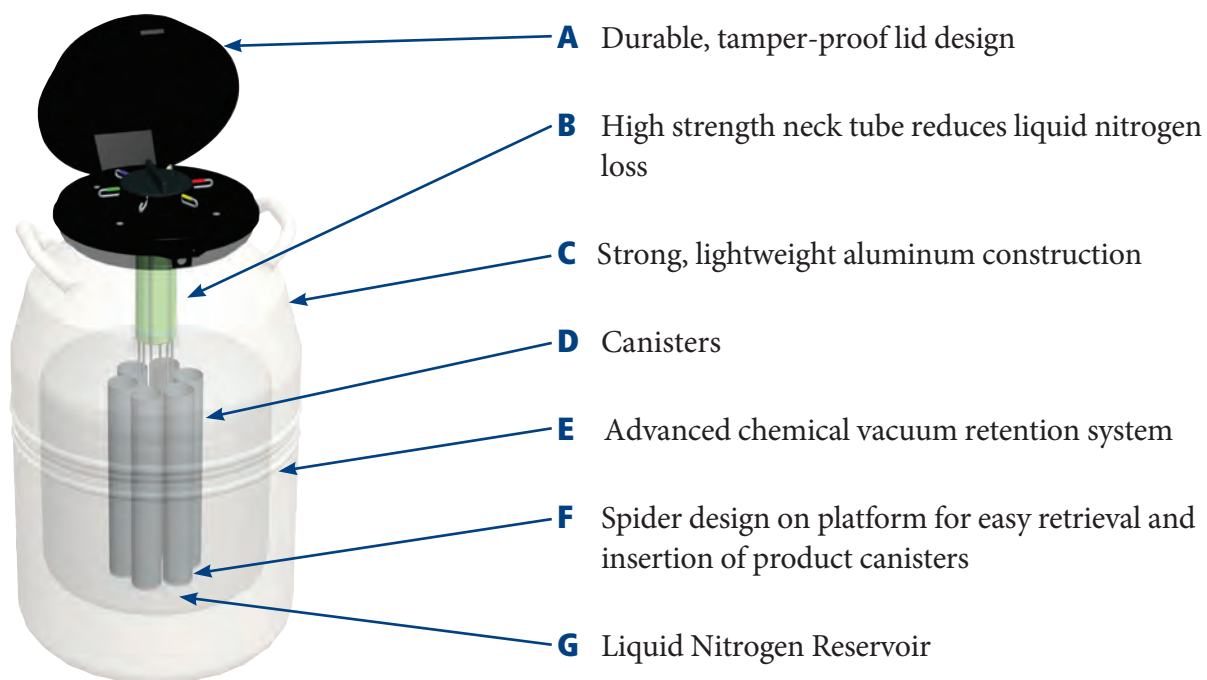 A Durable, tamper-proof lid design
B High strength neck tube reduces liquid nitrogen
loss
C Strong, lightweight aluminum construction
D Canisters
E Advanced chemical vacuum retention system
F Spider design on platform for easy retrieval and
insertion of product canisters
G Liquid Nitrogen Reservoir